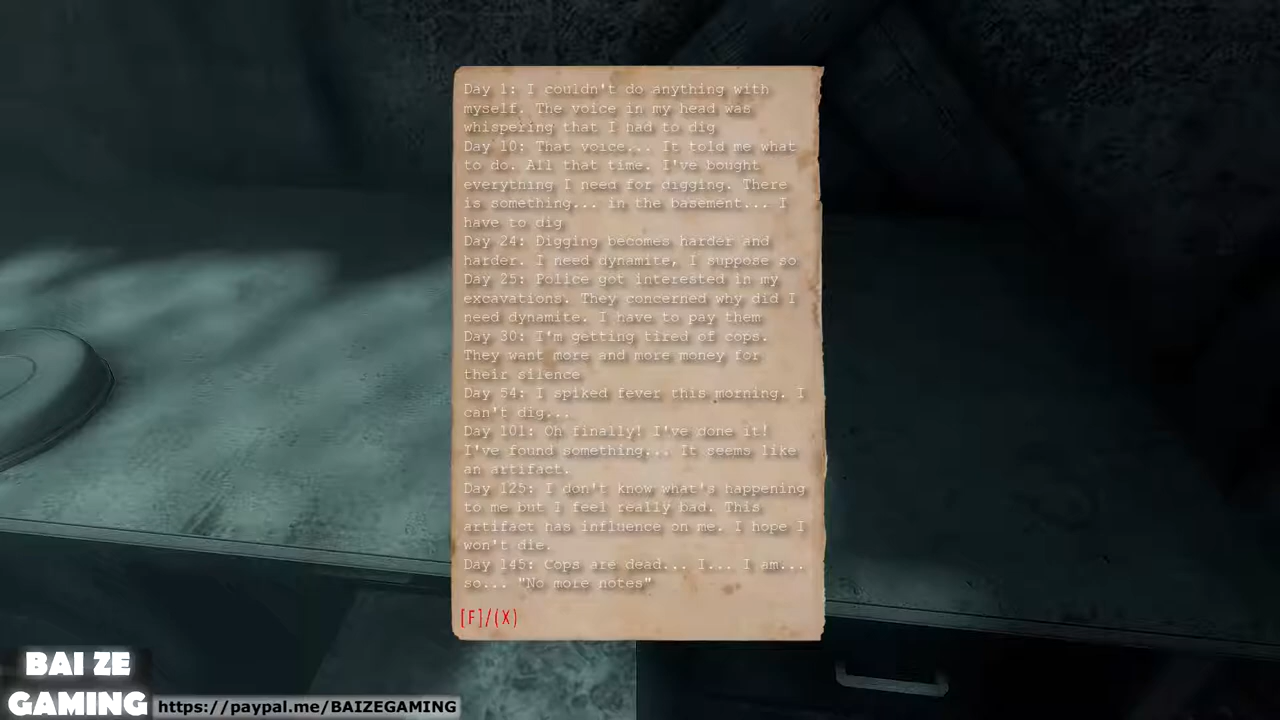 Day 1: I couldn't do anything with
myself. The voice in my head was
whispering that I had to dig
Day 10: That voice... It told me what
to do. All that time. I've bought
everything I need for digging. There
is something... in the basement... I
have to dig
Day 24: Digging becomes harder and
harder. I need dynamite, I suppose so
Day 25: Police got interested in my
excavations. They concerned why did I
need dynamite. I have to pay them
Day 30: I'm getting tired of cops.
They want more and more money for
their silence
Day 54: I spiked fever this morning. I
can't dig...
Day 101: Oh finally! I've done it!
I've found something... It seems like
an artifact.
Day 125: I don't know what's happening
to me but I feel really bad. This
artifact has influence on me. I hope I
won't die.
Day 145: Cops are dead... I... I am...
so... "No more notes"
[F]/(X)
BAI ZE
GAMING
https://paypal.me/BAIZEGAMING